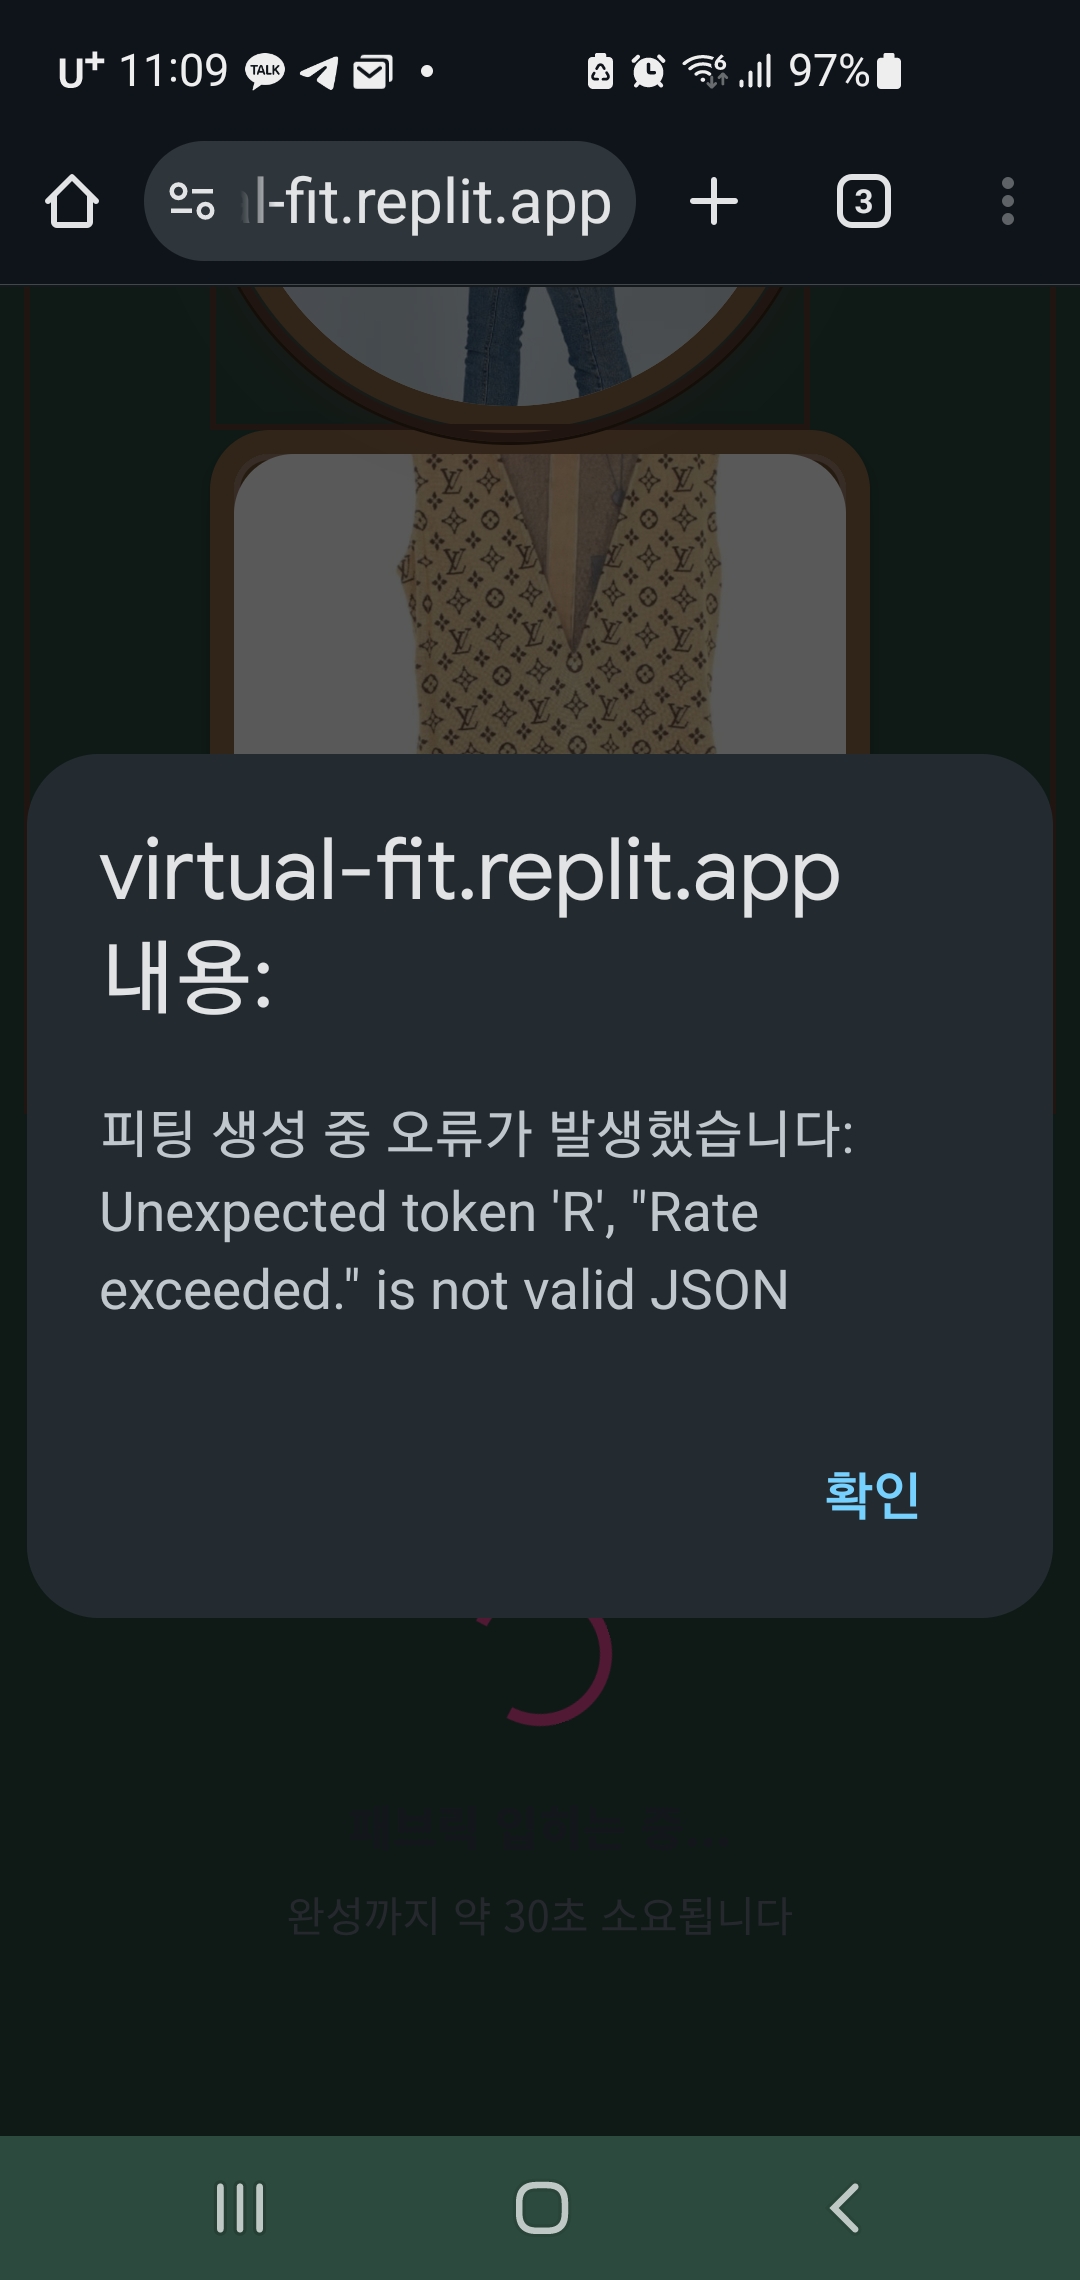 U+ 11:09 TALK 6 97%
l-fit.replit.app 3
virtual-fit.replit.app
내용:
피팅 생성 중 오류가 발생했습니다:
Unexpected token 'R', "Rate
exceeded." is not valid JSON
확인
완성까지 약 30초 소요됩니다